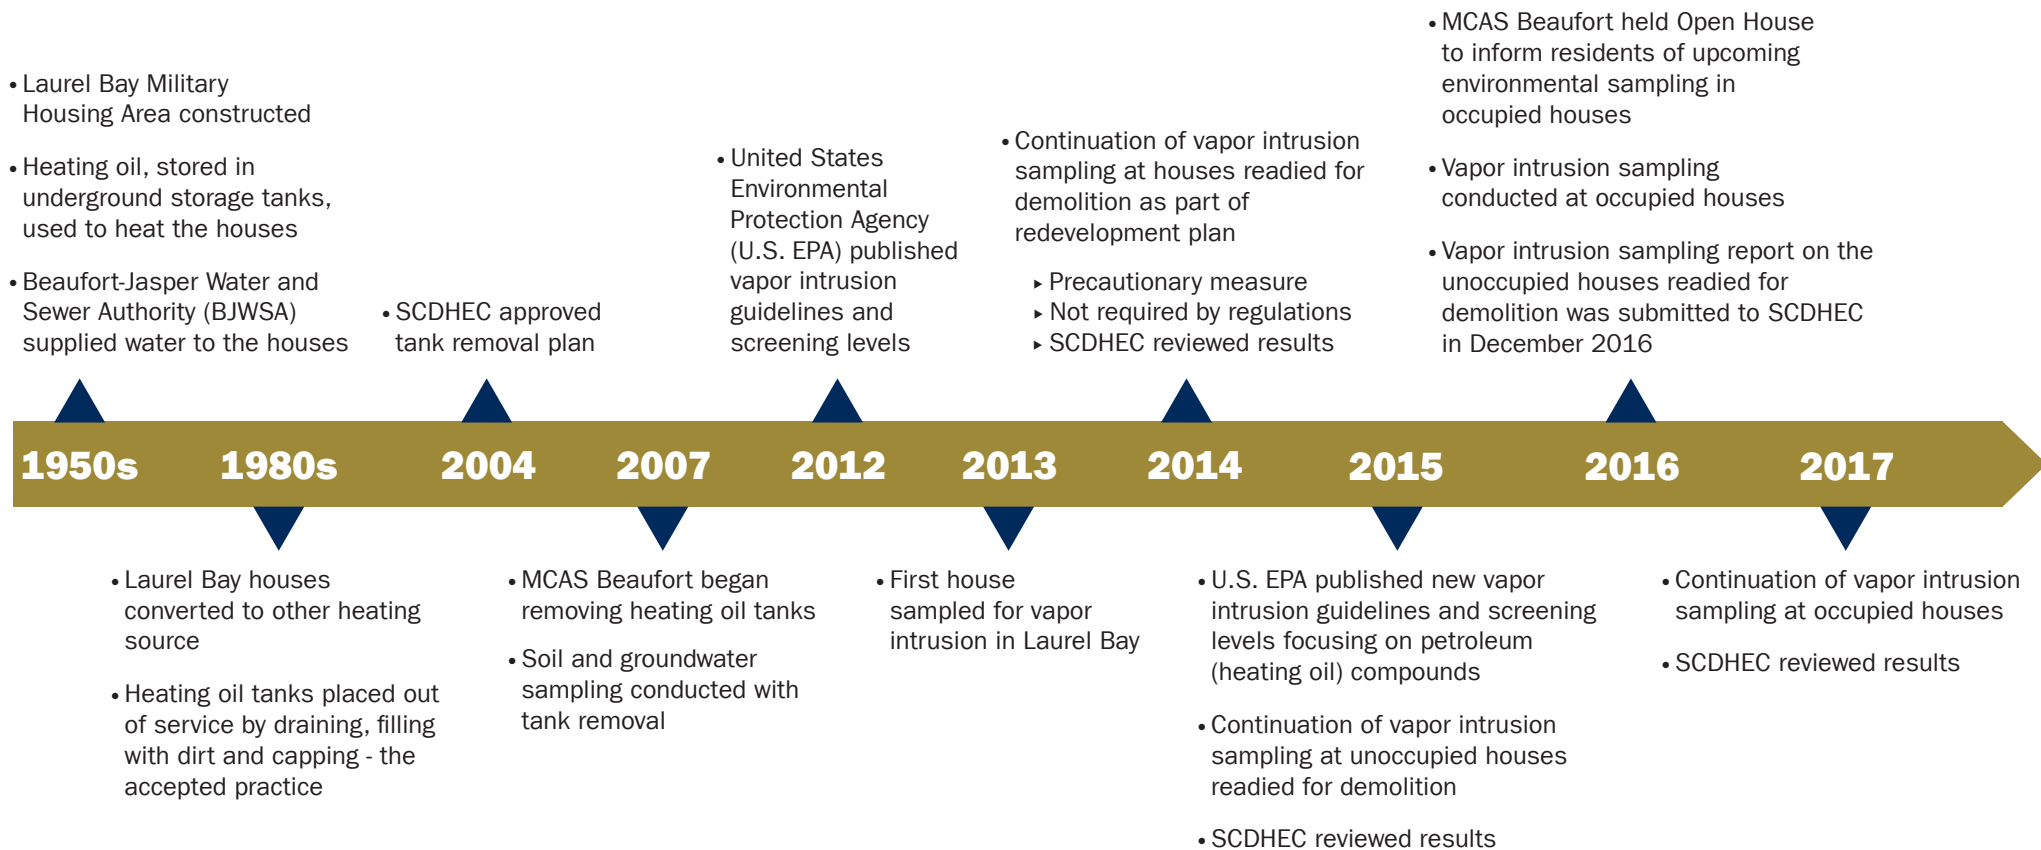 • Laurel Bay Military
Housing Area constructed
• Heating oil, stored in
underground storage tanks,
used to heat the houses
• Beaufort-Jasper Water and
Sewer Authority (BJWSA)
supplied water to the houses
• SCDHEC approved
tank removal plan
• United States
Environmental
Protection Agency
(U.S. EPA) published
vapor intrusion
guidelines and
screening levels
• Continuation of vapor intrusion
sampling at houses readied for
demolition as part of
redevelopment plan
▸ Precautionary measure
▸ Not required by regulations
▸ SCDHEC reviewed results
• MCAS Beaufort held Open House
to inform residents of upcoming
environmental sampling in
occupied houses
• Vapor intrusion sampling
conducted at occupied houses
• Vapor intrusion sampling report on the
unoccupied houses readied for
demolition was submitted to SCDHEC
in December 2016
1950s 1980s 2004 2007 2012 2013 2014 2015 2016 2017
• Laurel Bay houses
converted to other heating
source
• Heating oil tanks placed out
of service by draining, filling
with dirt and capping - the
accepted practice
• MCAS Beaufort began
removing heating oil tanks
• Soil and groundwater
sampling conducted with
tank removal
• First house
sampled for vapor
intrusion in Laurel Bay
• U.S. EPA published new vapor
intrusion guidelines and screening
levels focusing on petroleum
(heating oil) compounds
• Continuation of vapor intrusion
sampling at unoccupied houses
readied for demolition
• SCDHEC reviewed results
• Continuation of vapor intrusion
sampling at occupied houses
• SCDHEC reviewed results